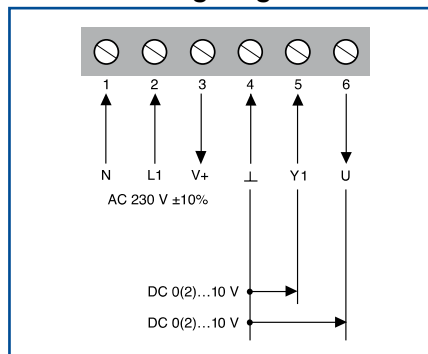 1 2 3 4 5 6
N L1 V+ ⊥ Y1 U
AC 230 V ±10%
DC 0(2)…10 V
DC 0(2)…10 V